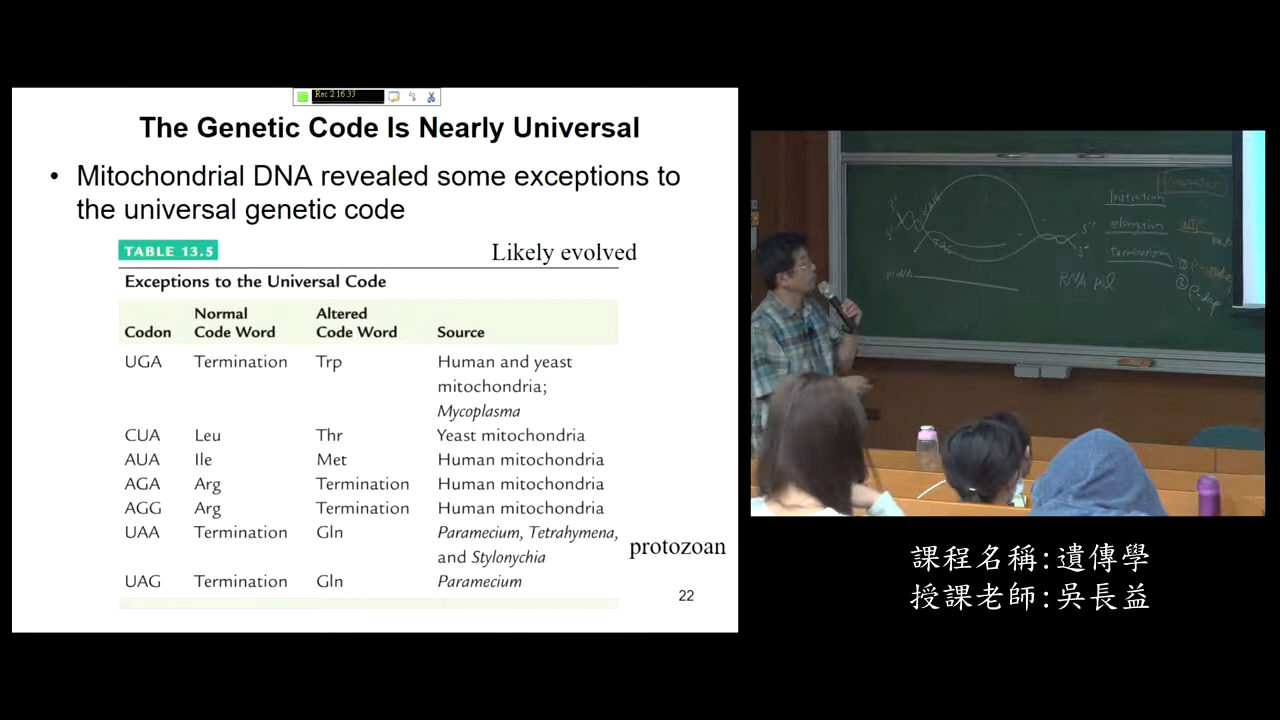 Rec 2:16:33
The Genetic Code Is Nearly Universal
• Mitochondrial DNA revealed some exceptions to
the universal genetic code
TABLE 13.5
Likely evolved
Exceptions to the Universal Code
Codon Normal Code Word Altered Code Word Source
UGA Termination Trp Human and yeast
mitochondria;
Mycoplasma
CUA Leu Thr Yeast mitochondria
AUA Ile Met Human mitochondria
AGA Arg Termination Human mitochondria
AGG Arg Termination Human mitochondria
UAA Termination Gln Paramecium, Tetrahymena,
and Stylonychia
protozoan
UAG Termination Gln Paramecium
22
Initiation
elongation
termination
RNA pol
課程名稱:遺傳學
授課老師:吳長益